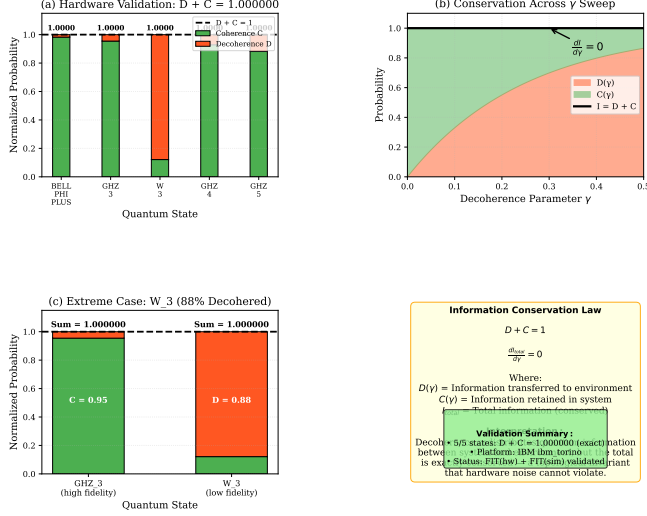 (a) Hardware Validation: D + C = 1.000000
1.0000 1.0000 1.0000
D + C = 1
Coherence C
Decoherence D
Normalized Probability
1.0
0.8
0.6
0.4
0.2
0.0
BELL PHI PLUS
GHZ 3
W 3
GHZ 4
GHZ 5
Quantum State
(b) Conservation Across γ Sweep
dI/dγ = 0
D(γ)
C(γ)
I = D + C
Probability
1.0
0.8
0.6
0.4
0.2
0.0
0.0 0.1 0.2 0.3 0.4 0.5
Decoherence Parameter γ
(c) Extreme Case: W_3 (88% Decohered)
Sum = 1.000000 Sum = 1.000000
C = 0.95
D = 0.88
Normalized Probability
1.0
0.8
0.6
0.4
0.2
0.0
GHZ_3 (high fidelity)
W_3 (low fidelity)
Quantum State
Information Conservation Law
D + C = 1
dI_total/dγ = 0
Where:
D(γ) = Information transferred to environment
C(γ) = Information retained in system
= Total information (conserved)
Validation Summary:
• 5/5 states: D + C = 1.000000 (exact)
• Platform: IBM ibm_torino
• Status: FIT(hw) + FIT(sim) validated
that hardware noise cannot violate.